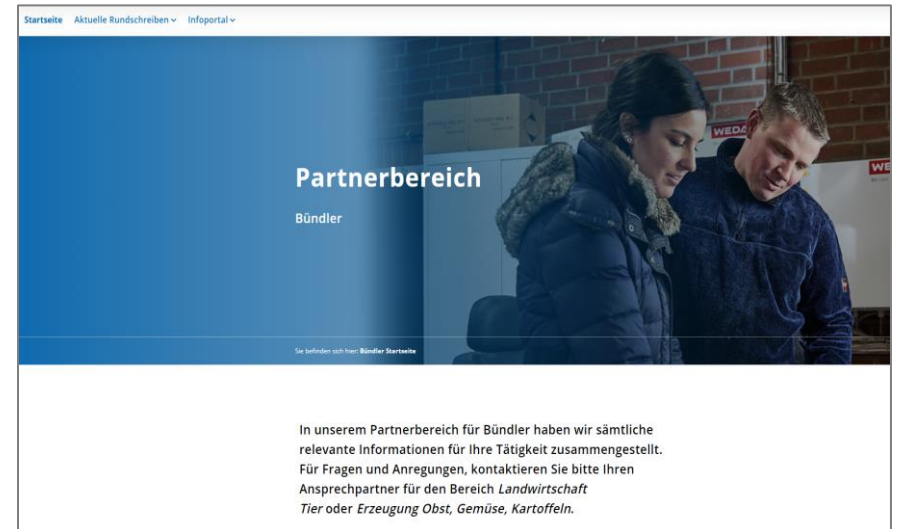 Startseite Aktuelle Rundschreiben Infoportal
WEDA
WE
Partnerbereich
Bündler
Sie befinden sich hier: Bündler Startseite
In unserem Partnerbereich für Bündler haben wir sämtliche
relevante Informationen für Ihre Tätigkeit zusammengestellt.
Für Fragen und Anregungen, kontaktieren Sie bitte Ihren
Ansprechpartner für den Bereich Landwirtschaft
Tier oder Erzeugung Obst, Gemüse, Kartoffeln.